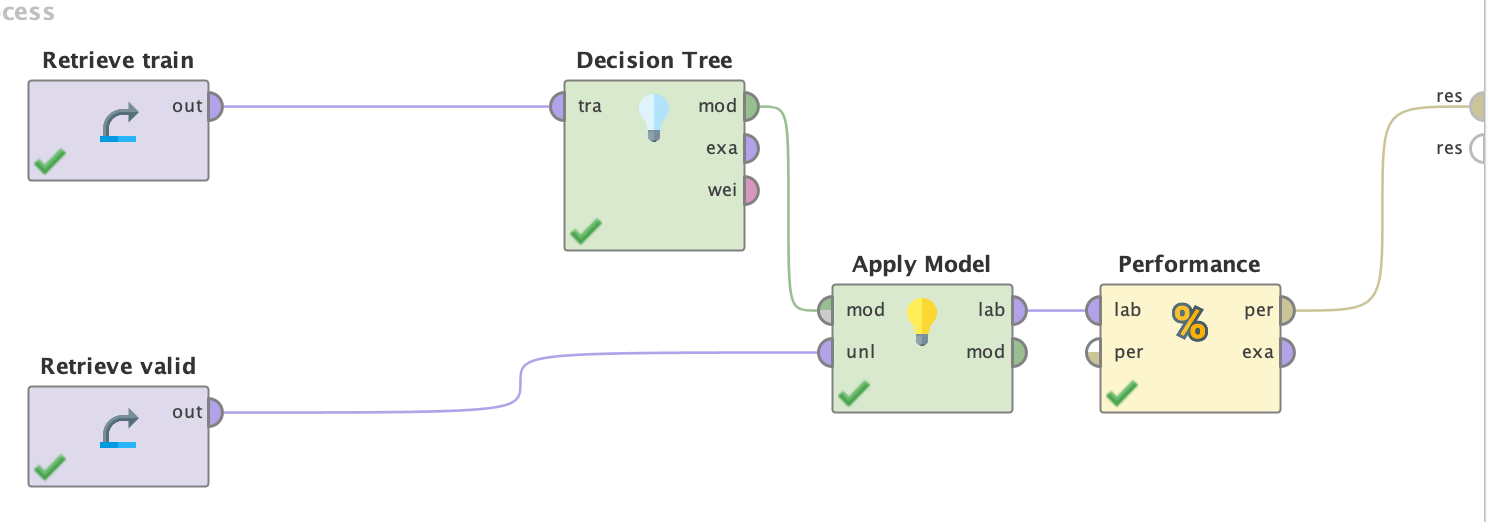 cess
Retrieve train
out
Decision Tree
tra
mod
exa
wei
res
res
Apply Model
mod
lab
unl
mod
Performance
%
lab
per
per
exa
Retrieve valid
out